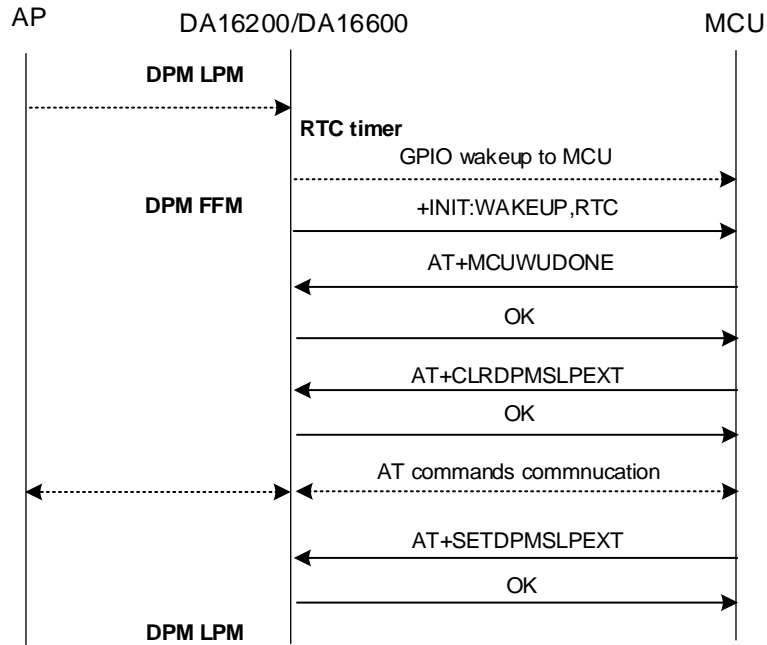 AP
DA16200/DA16600
MCU
DPM LPM
RTC timer
GPIO wakeup to MCU
DPM FFM
+INIT:WAKEUP,RTC
AT+MCUWUDONE
OK
AT+CLRDPMSLPEXT
OK
AT commands commnucation
AT+SETDPMSLPEXT
OK
DPM LPM